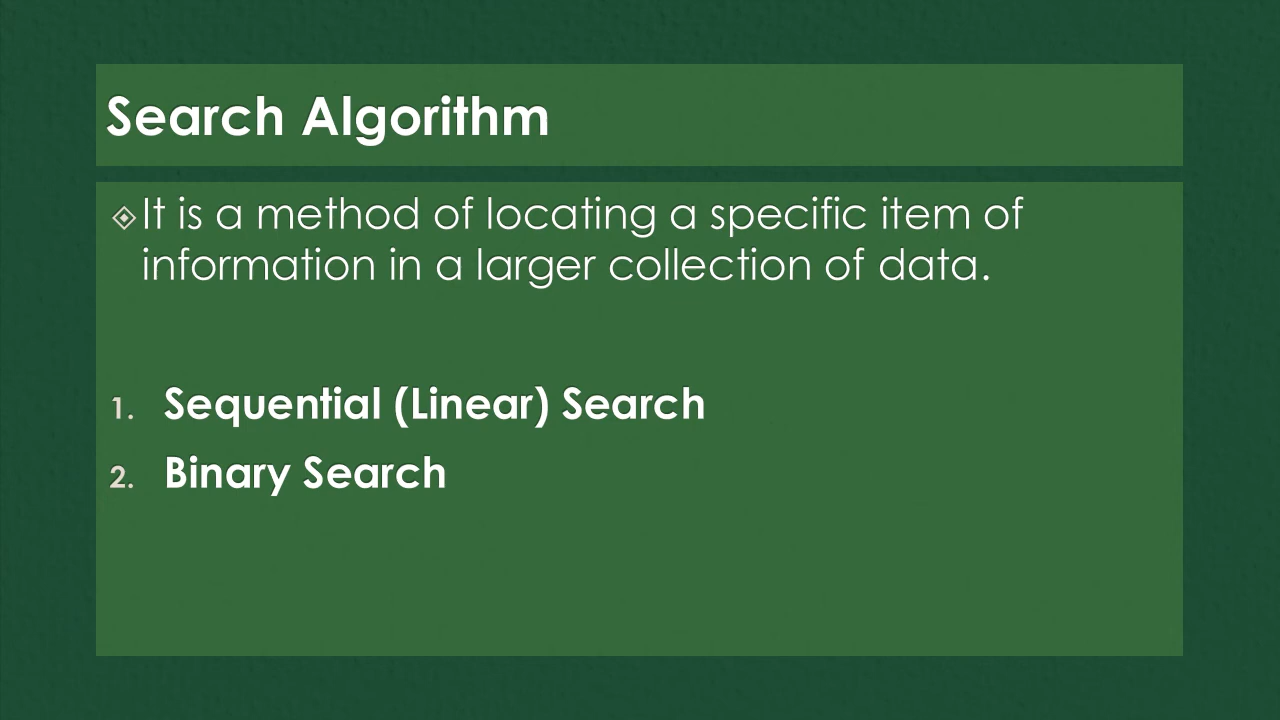 Search Algorithm
It is a method of locating a specific item of
information in a larger collection of data.
1. Sequential (Linear) Search
2. Binary Search